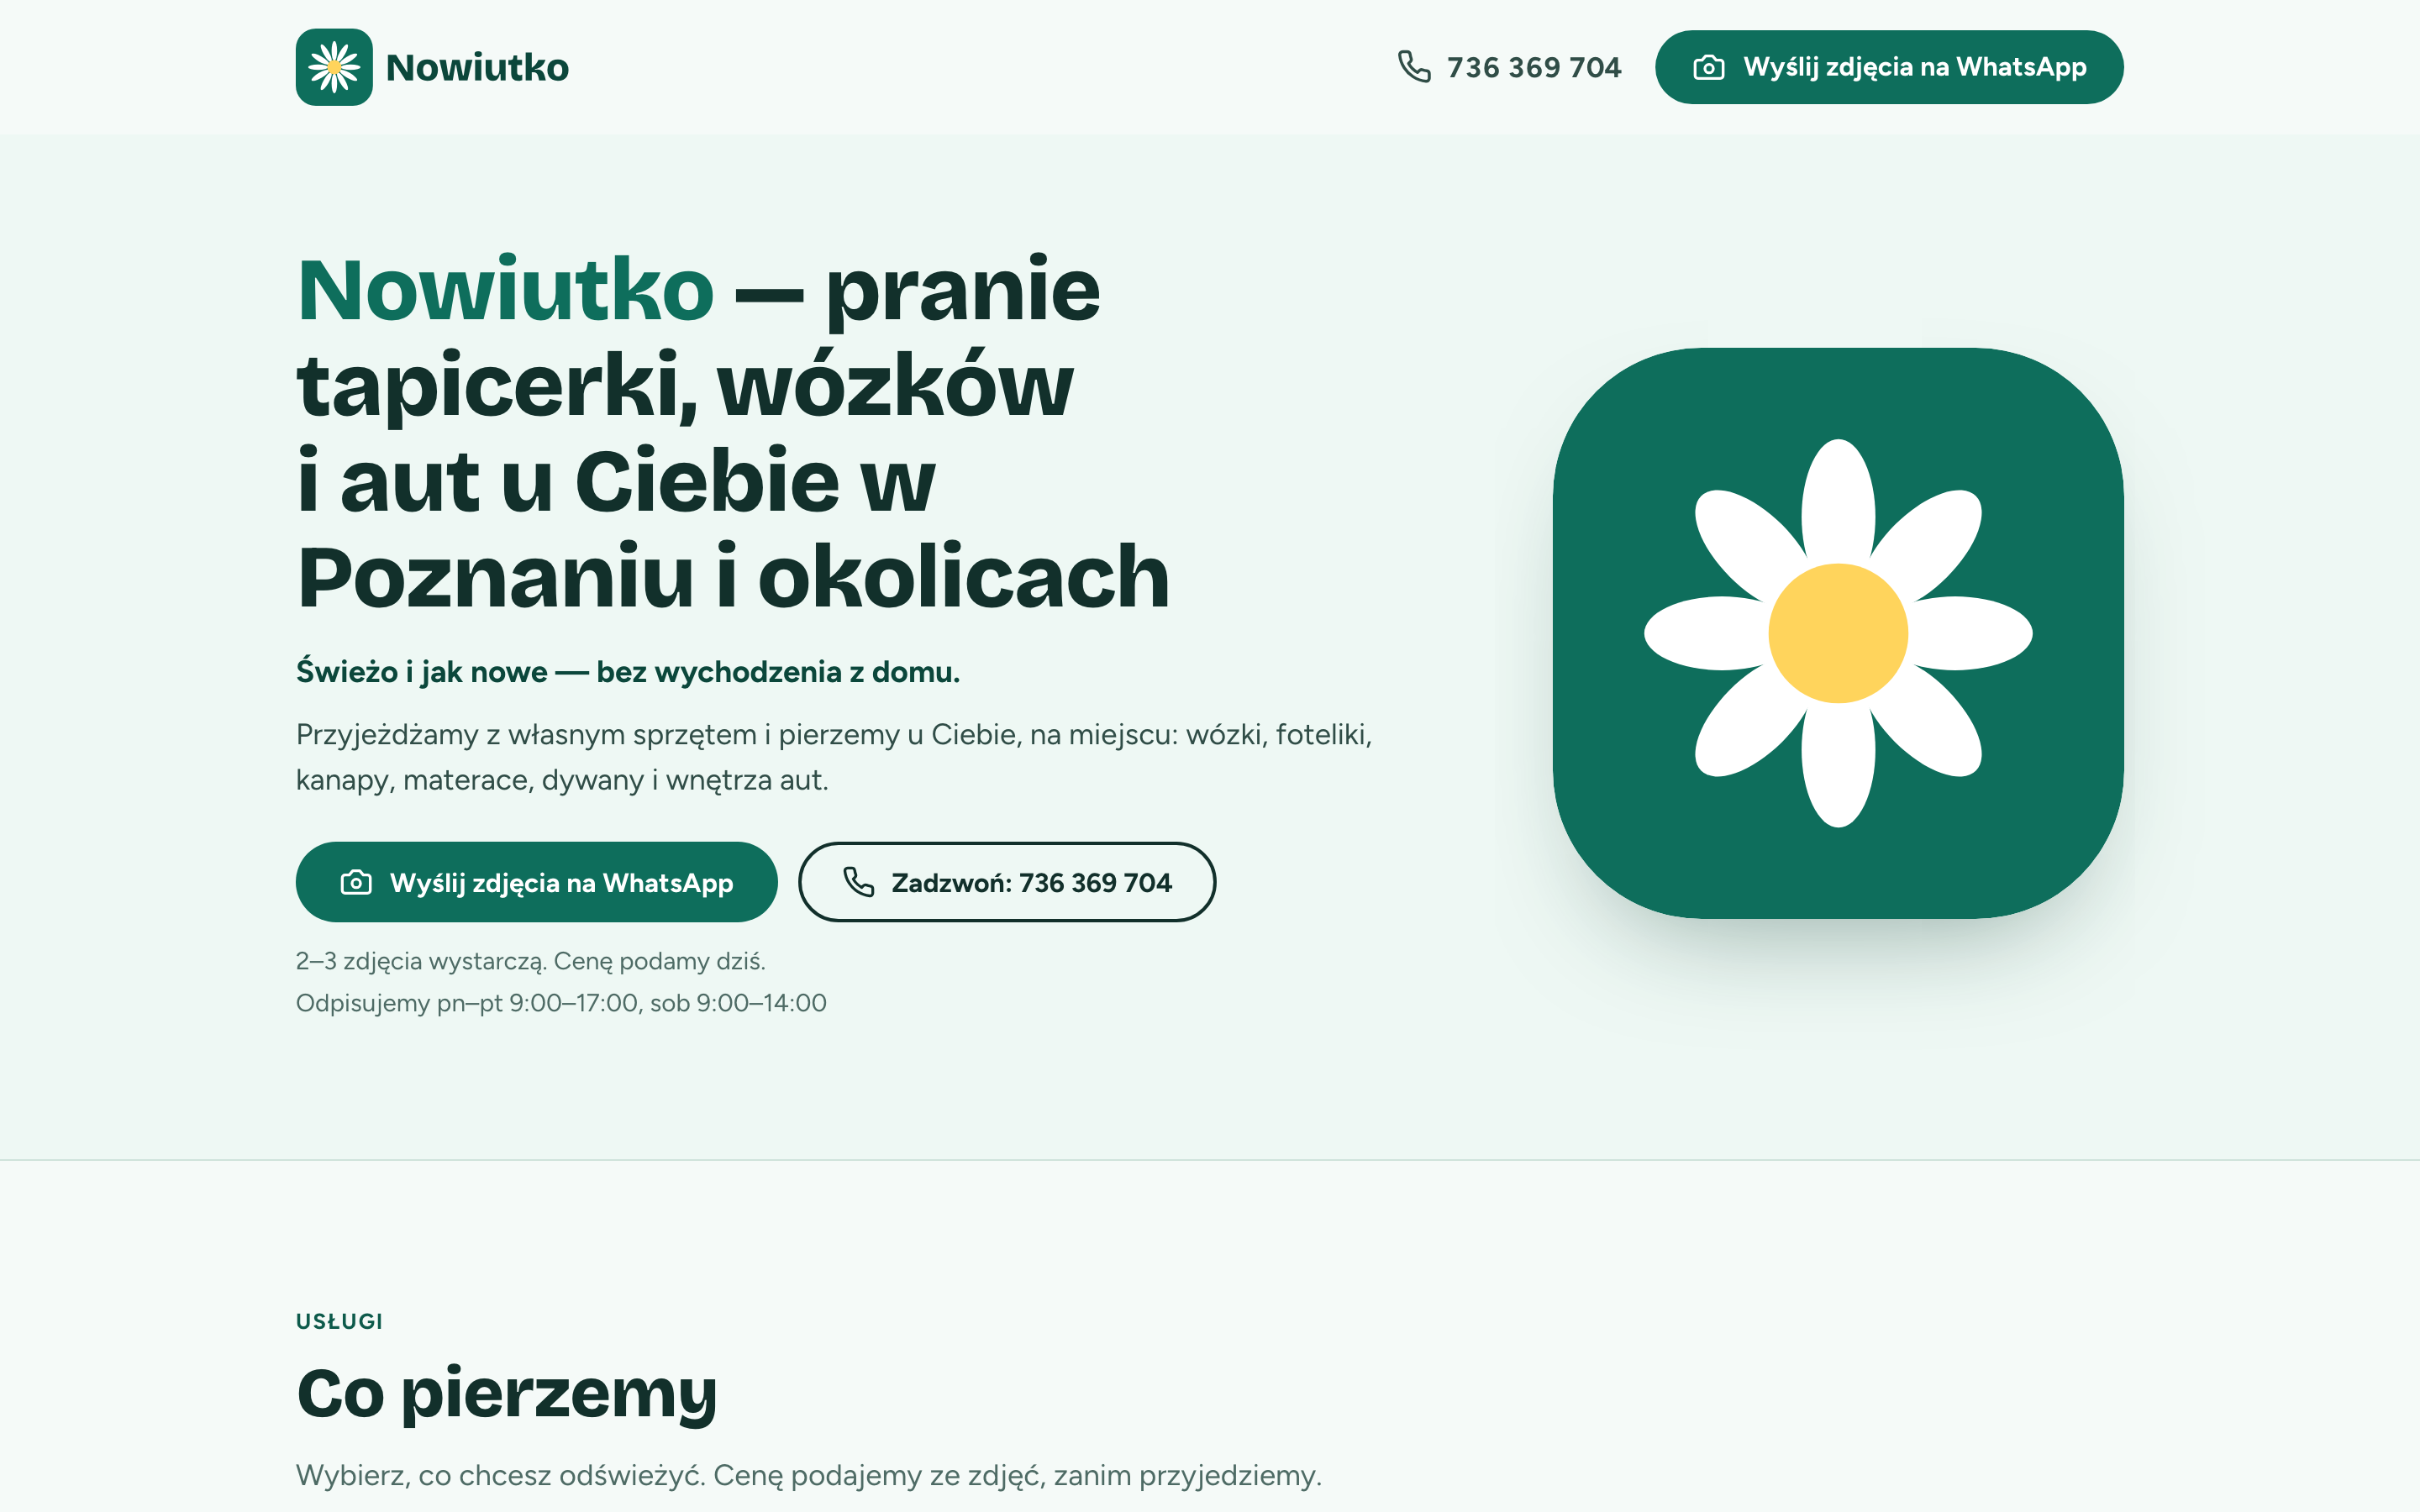 Nowiutko
736 369 704
Wyślij zdjęcia na WhatsApp
Nowiutko — pranie
tapicerki, wózków
i aut u Ciebie w
Poznaniu i okolicach
Świeżo i jak nowe — bez wychodzenia z domu.
Przyjeżdżamy z własnym sprzętem i pierzemy u Ciebie, na miejscu: wózki, foteliki,
kanapy, materace, dywany i wnętrza aut.
Wyślij zdjęcia na WhatsApp
Zadzwoń: 736 369 704
2–3 zdjęcia wystarczą. Cenę podamy dziś.
Odpisujemy pn–pt 9:00–17:00, sob 9:00–14:00
USŁUGI
Co pierzemy
Wybierz, co chcesz odświeżyć. Cenę podajemy ze zdjęć, zanim przyjedziemy.